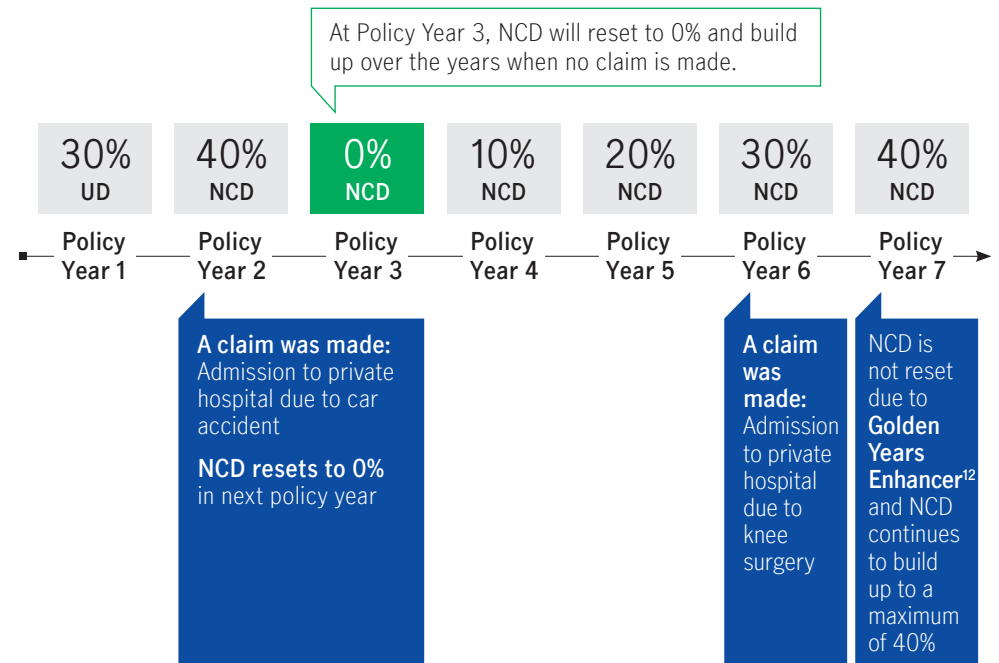 At Policy Year 3, NCD will reset to 0% and build
up over the years when no claim is made.
30%
UD
40%
NCD
0%
NCD
10%
NCD
20%
NCD
30%
NCD
40%
NCD
Policy
Year 1
Policy
Year 2
Policy
Year 3
Policy
Year 4
Policy
Year 5
Policy
Year 6
Policy
Year 7
A claim was made:
Admission to private
hospital due to car
accident
NCD resets to 0%
in next policy year
A claim
was
made:
Admission
to private
hospital
due to
knee
surgery
NCD is
not reset
due to
Golden
Years
Enhancer¹²
and NCD
continues
to build
up to a
maximum
of 40%